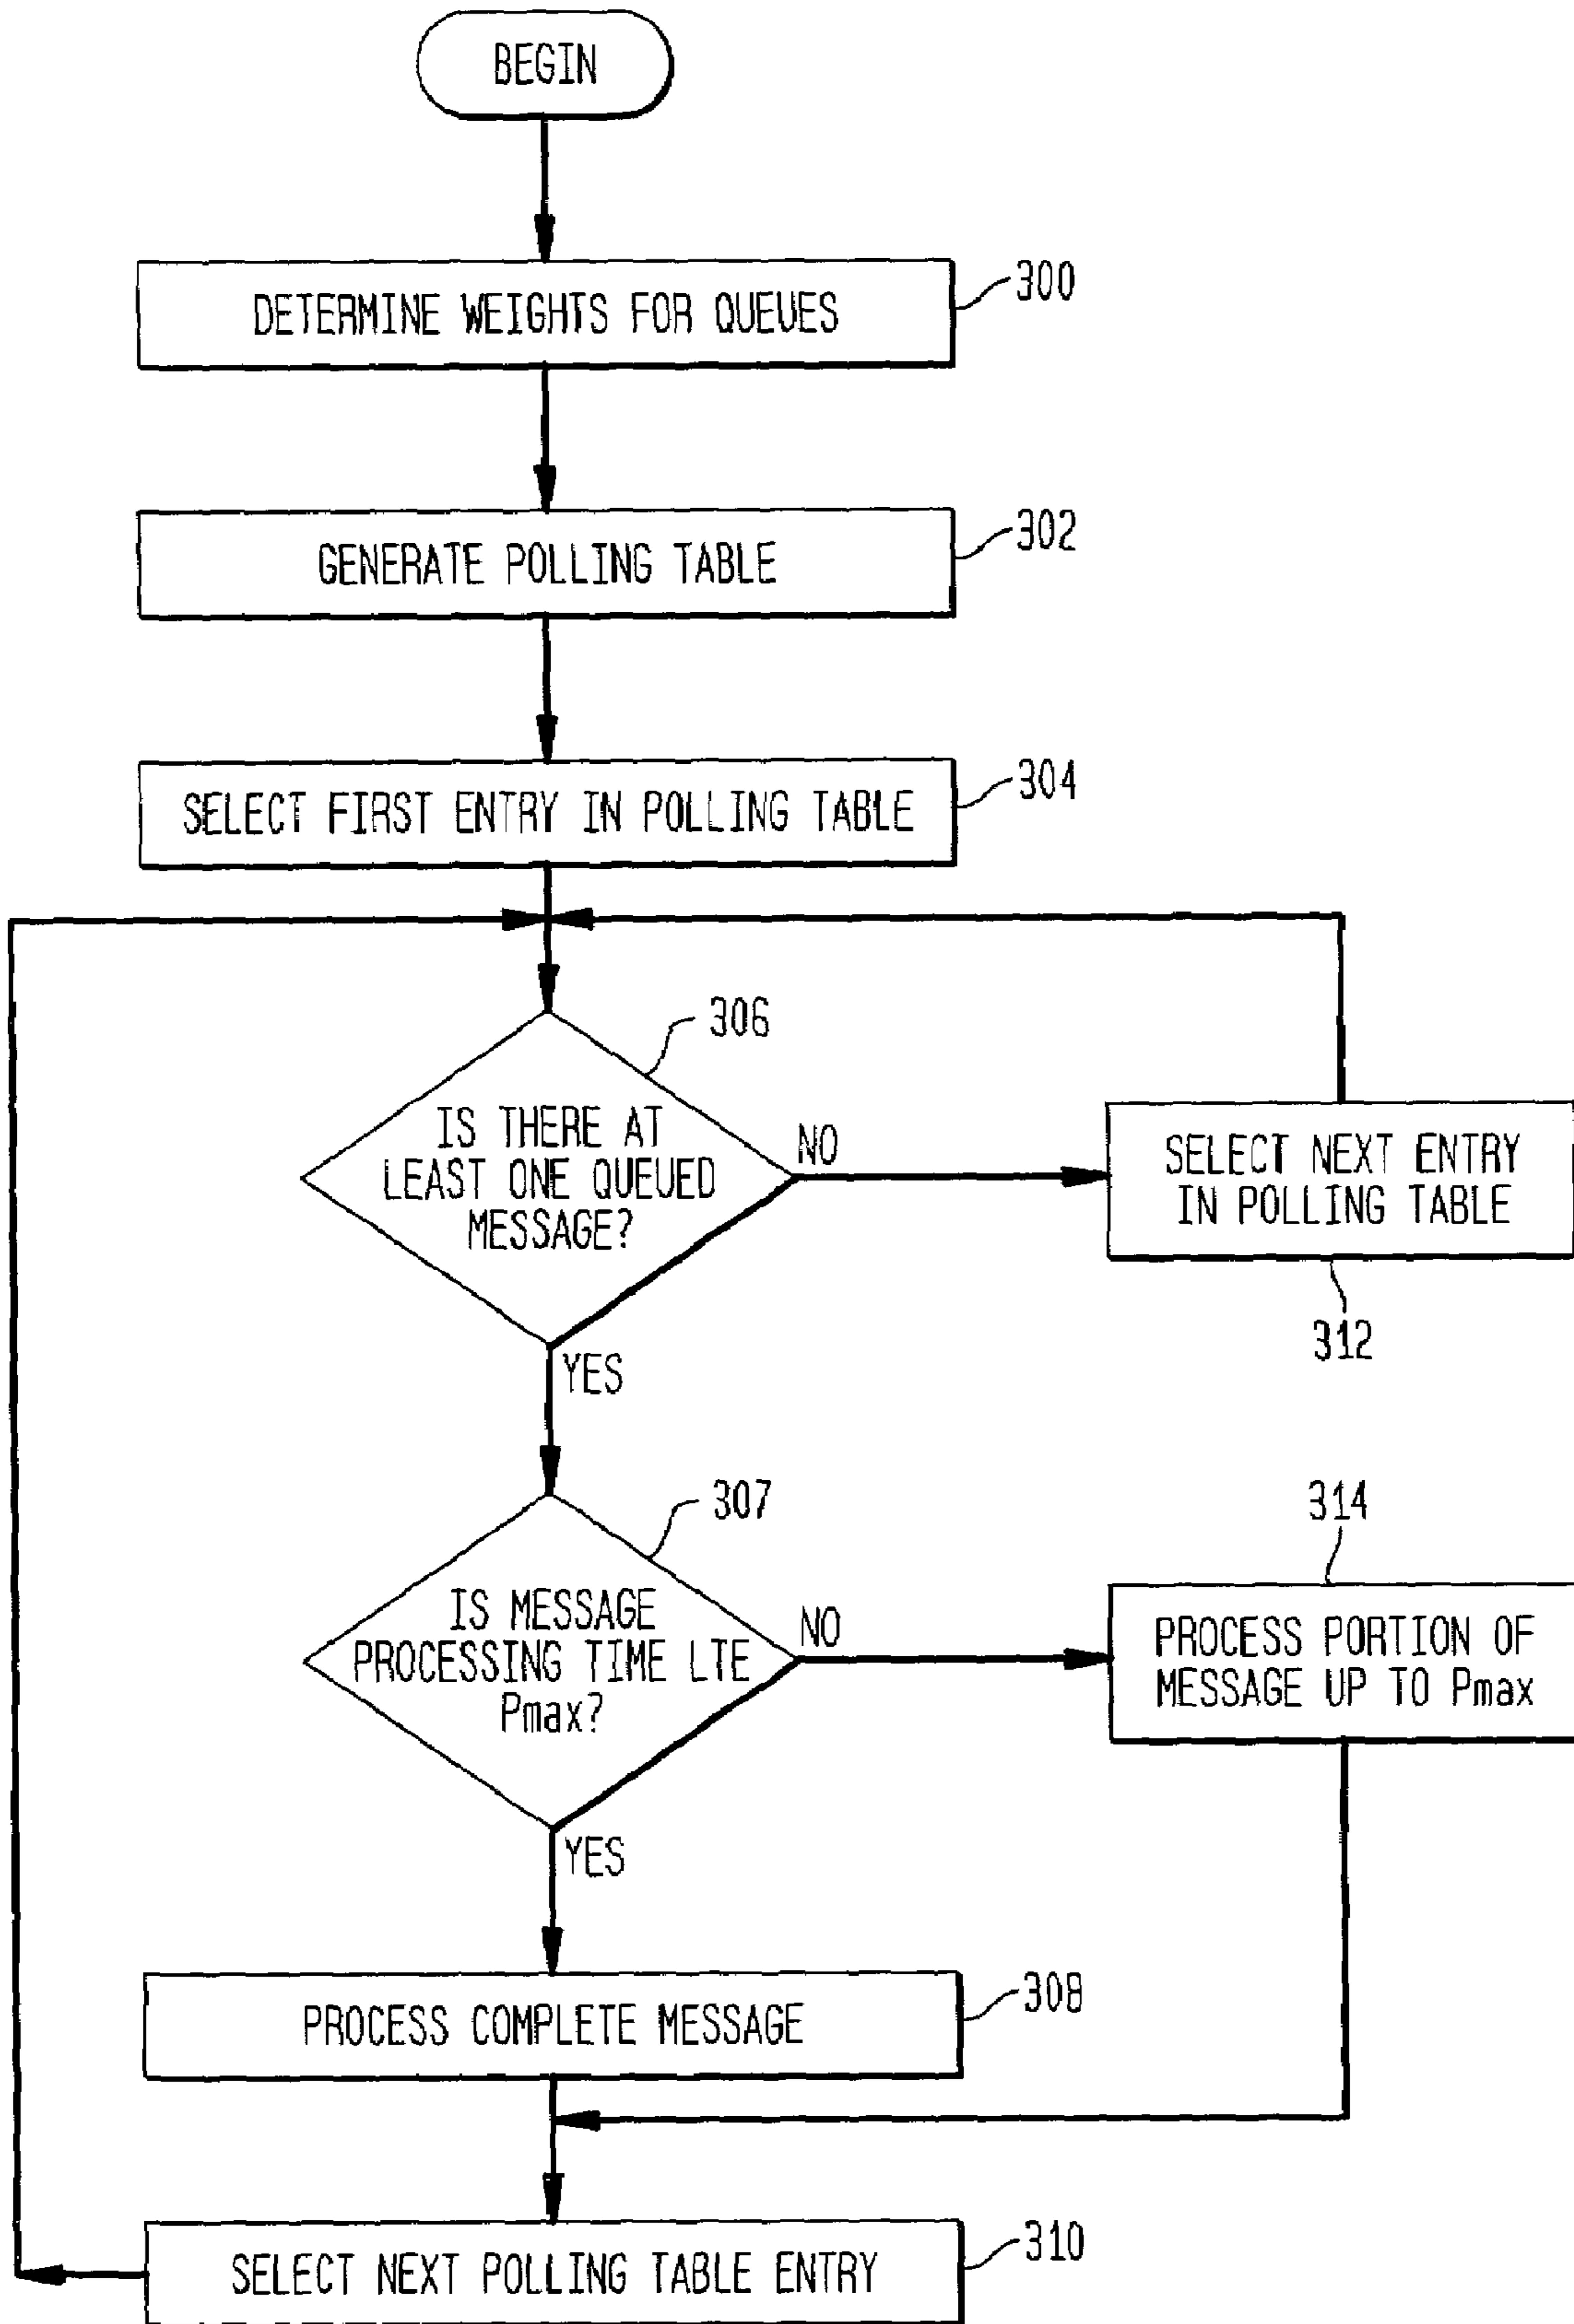 BEGIN
DETERMINE WEIGHTS FOR QUEUES
300
GENERATE POLLING TABLE
302
SELECT FIRST ENTRY IN POLLING TABLE
304
306
IS THERE AT
LEAST ONE QUEUED
MESSAGE?
NO
SELECT NEXT ENTRY
IN POLLING TABLE
312
YES
307
IS MESSAGE
PROCESSING TIME LTE
Pmax?
NO
314
PROCESS PORTION OF
MESSAGE UP TO Pmax
YES
PROCESS COMPLETE MESSAGE
308
SELECT NEXT POLLING TABLE ENTRY
310